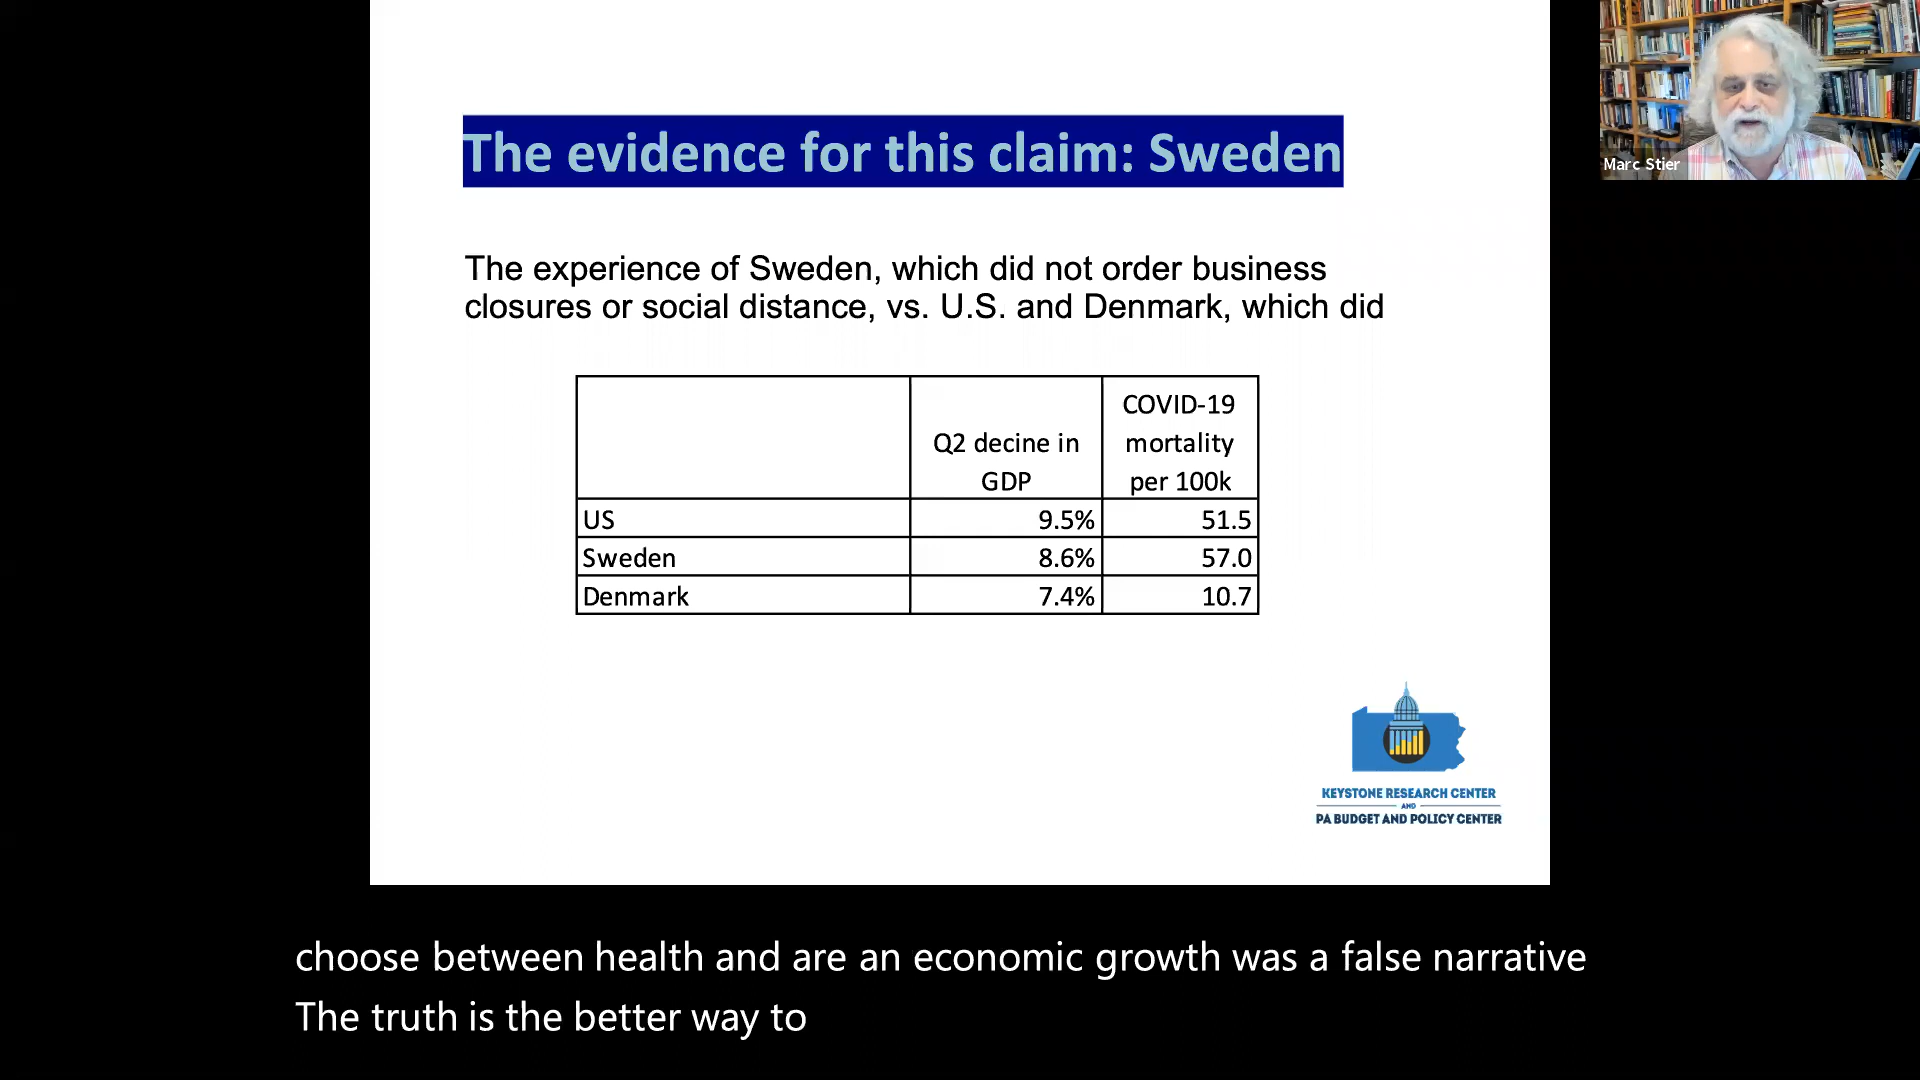 The evidence for this claim: Sweden
Marc Stier
The experience of Sweden, which did not order business
closures or social distance, vs. U.S. and Denmark, which did
Q2 decine in
GDP
COVID-19
mortality
per 100k
US 9.5% 51.5
Sweden 8.6% 57.0
Denmark 7.4% 10.7
KEYSTONE RESEARCH CENTER
AND
PA BUDGET AND POLICY CENTER
choose between health and are an economic growth was a false narrative
The truth is the better way to